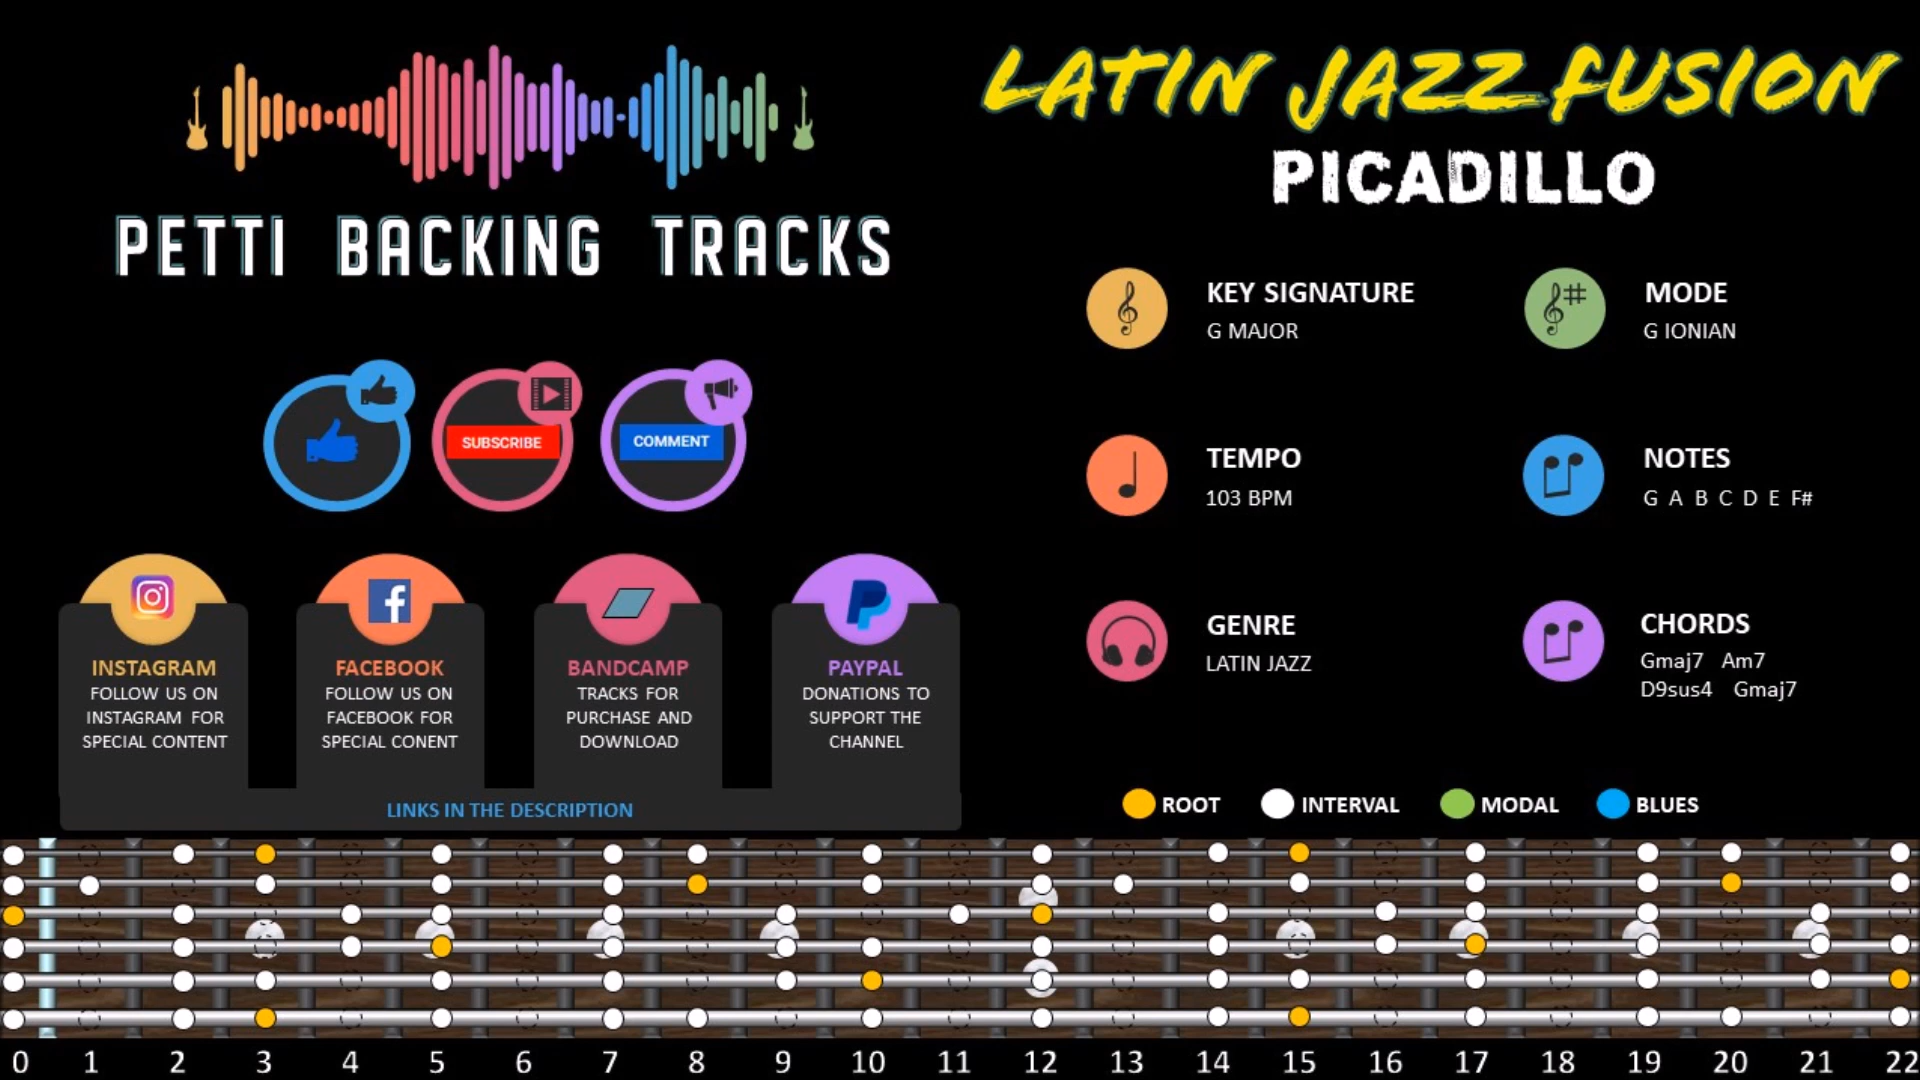 PETTI BACKING TRACKS
SUBSCRIBE
COMMENT
INSTAGRAM
FOLLOW US ON
INSTAGRAM FOR
SPECIAL CONTENT
FACEBOOK
FOLLOW US ON
FACEBOOK FOR
SPECIAL CONENT
BANDCAMP
TRACKS FOR
PURCHASE AND
DOWNLOAD
PAYPAL
DONATIONS TO
SUPPORT THE
CHANNEL
LINKS IN THE DESCRIPTION
LATIN JAZZ FUSION
PICADILLO
KEY SIGNATURE
G MAJOR
MODE
G IONIAN
TEMPO
103 BPM
NOTES
G A B C D E F#
GENRE
LATIN JAZZ
CHORDS
Gmaj7 Am7
D9sus4 Gmaj7
ROOT INTERVAL MODAL BLUES
0 1 2 3 4 5 6 7 8 9 10 11 12 13 14 15 16 17 18 19 20 21 22